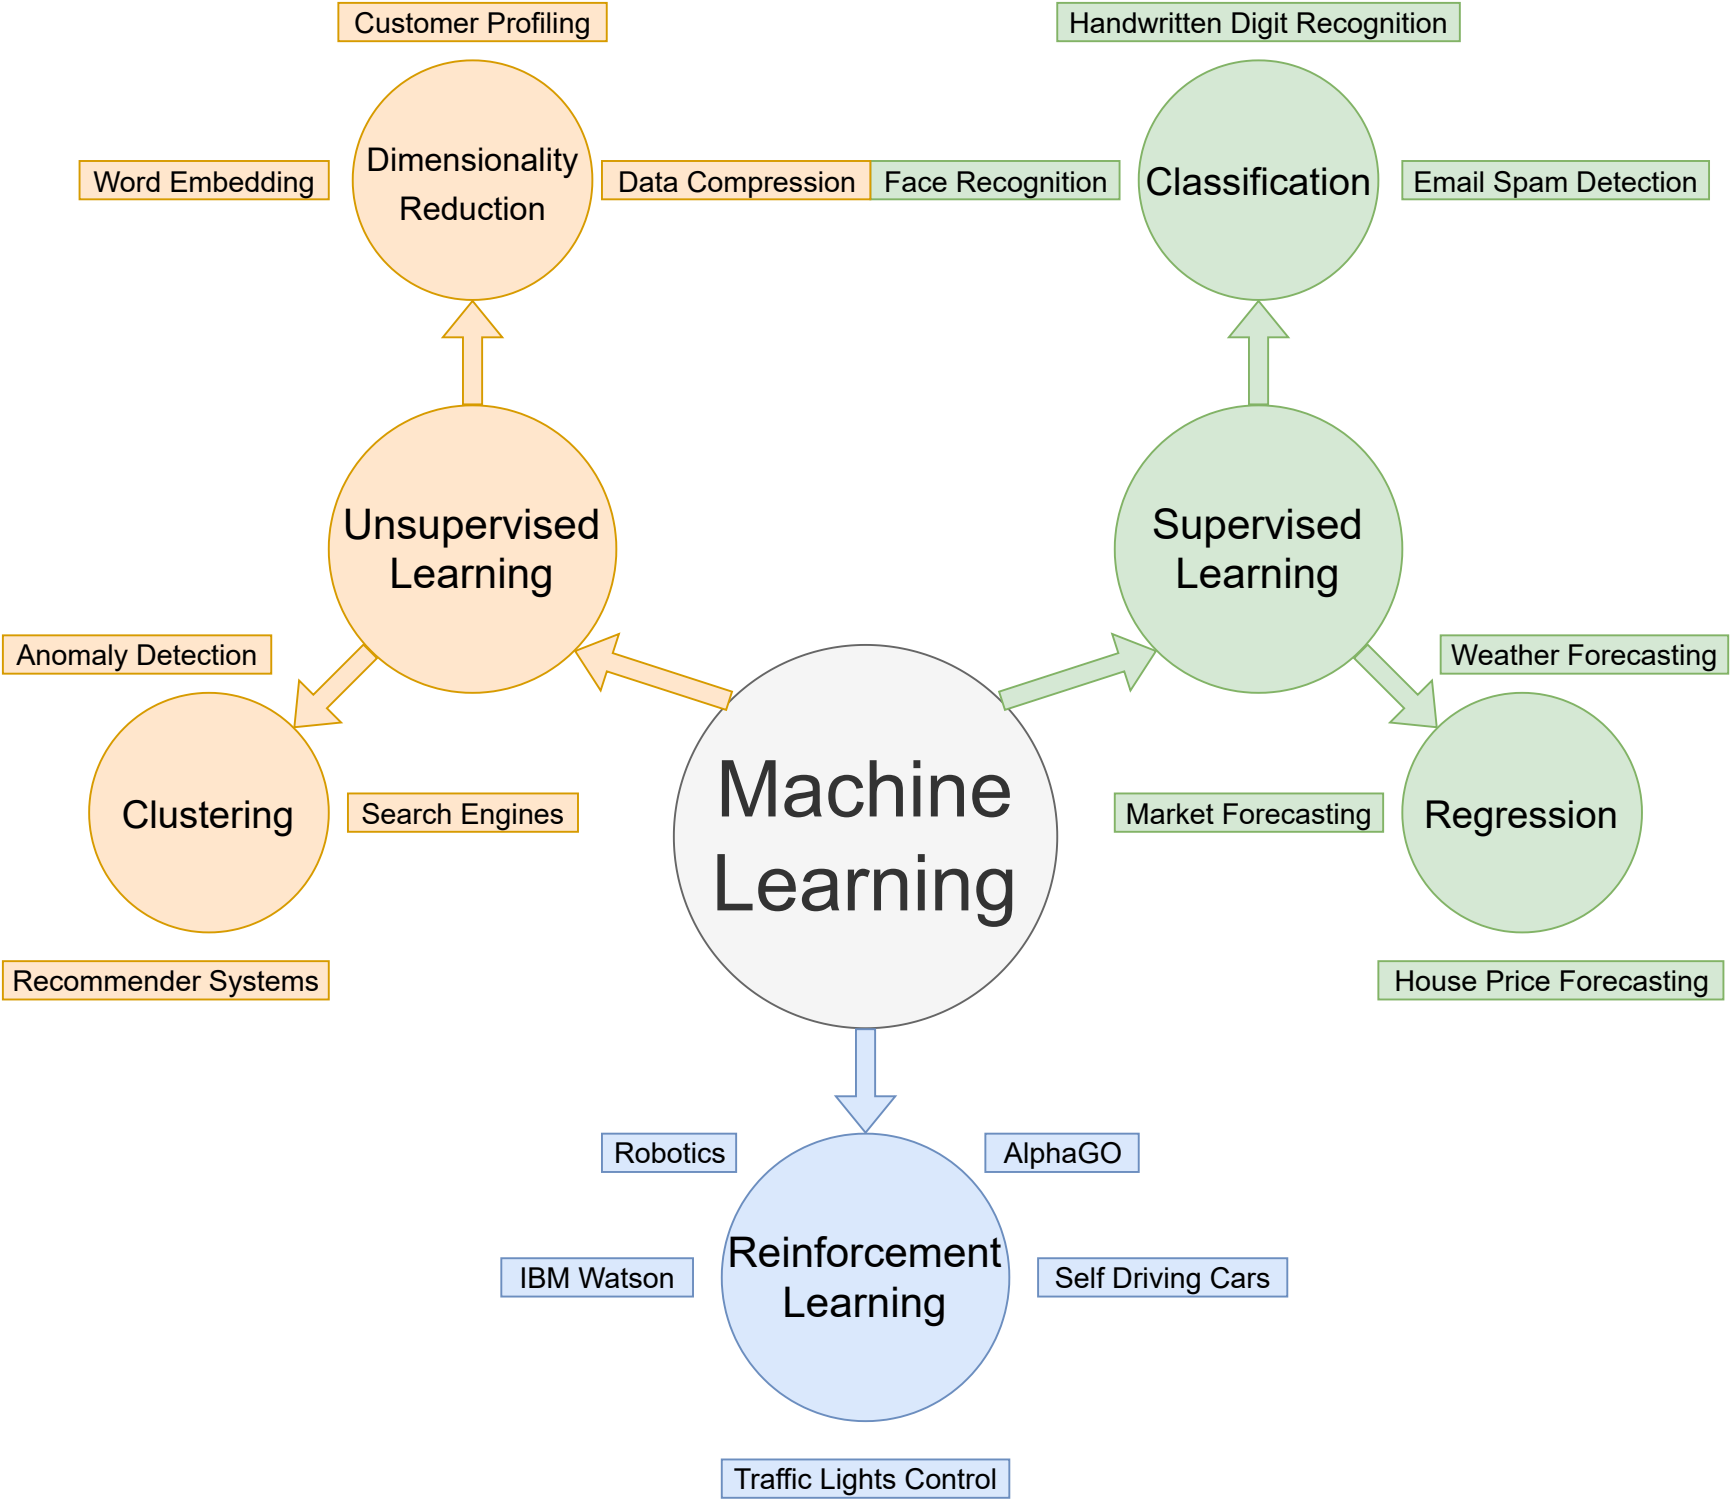 Customer Profiling
Handwritten Digit Recognition
Dimensionality
Reduction
Word Embedding
Data Compression
Face Recognition
Classification
Email Spam Detection
Unsupervised
Learning
Supervised
Learning
Anomaly Detection
Weather Forecasting
Clustering
Search Engines
Machine
Learning
Market Forecasting
Regression
Recommender Systems
House Price Forecasting
Robotics
AlphaGO
Reinforcement
Learning
IBM Watson
Self Driving Cars
Traffic Lights Control